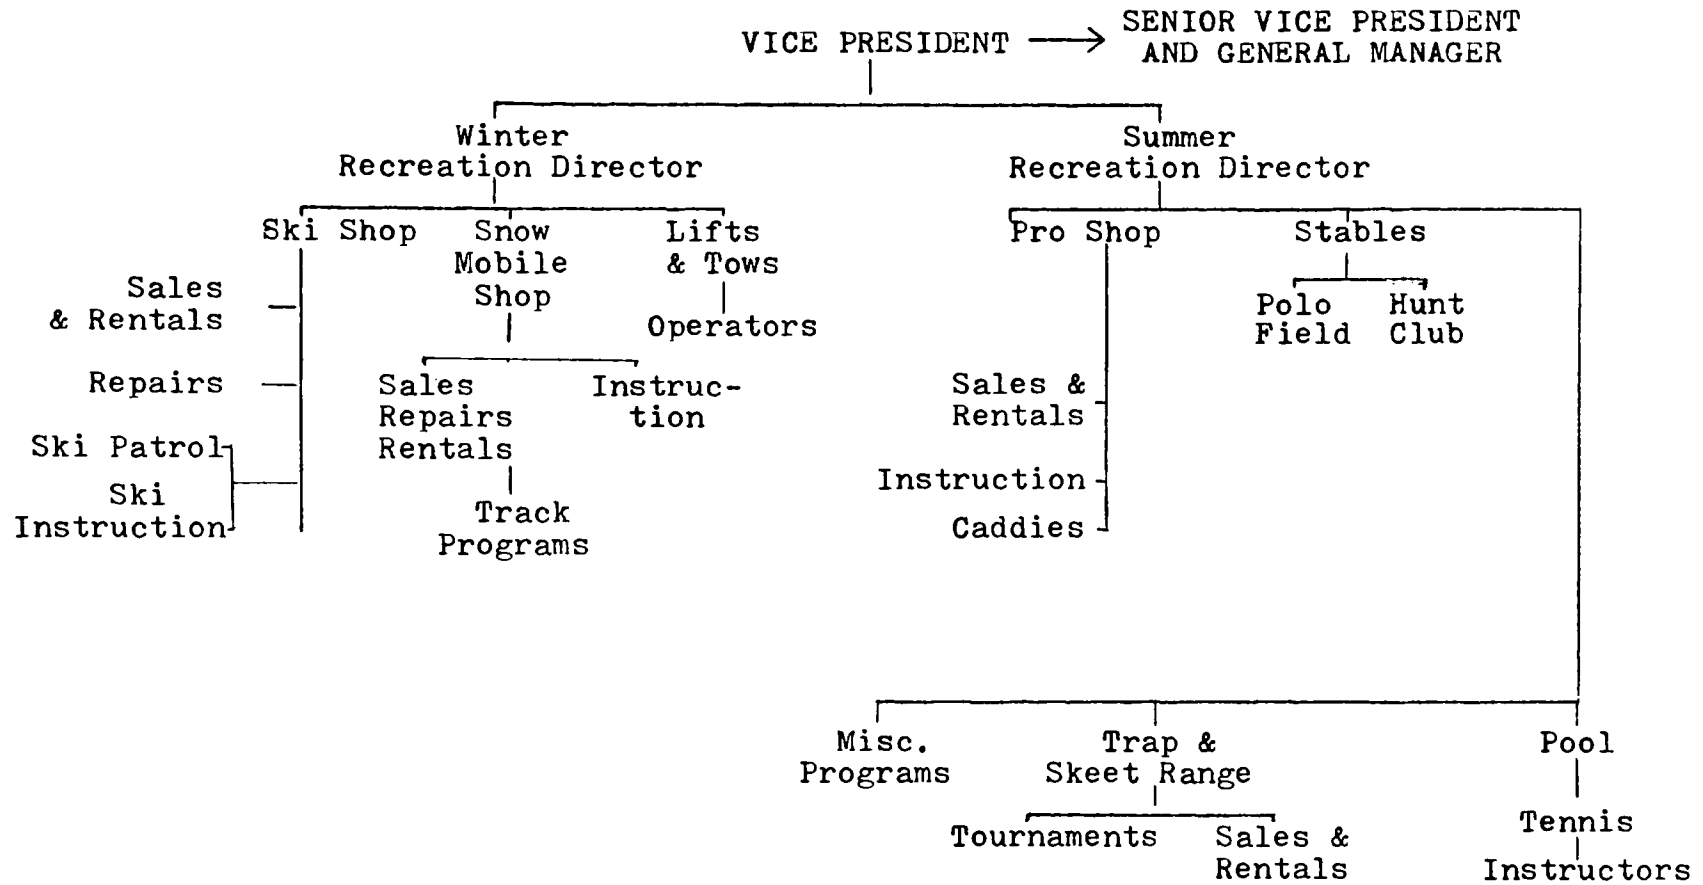 VICE PRESIDENT
SENIOR VICE PRESIDENT
AND GENERAL MANAGER
Winter
Recreation Director
Summer
Recreation Director
Ski Shop
Snow
Mobile
Shop
Lifts
& Tows
Operators
Sales
& Rentals
Repairs
Ski Patrol
Ski
Instruction
Sales
Repairs
Rentals
Instruc-
tion
Track
Programs
Pro Shop
Stables
Polo
Field
Hunt
Club
Sales &
Rentals
Instruction
Caddies
Misc.
Programs
Trap &
Skeet Range
Tournaments
Sales &
Rentals
Pool
Tennis
Instructors